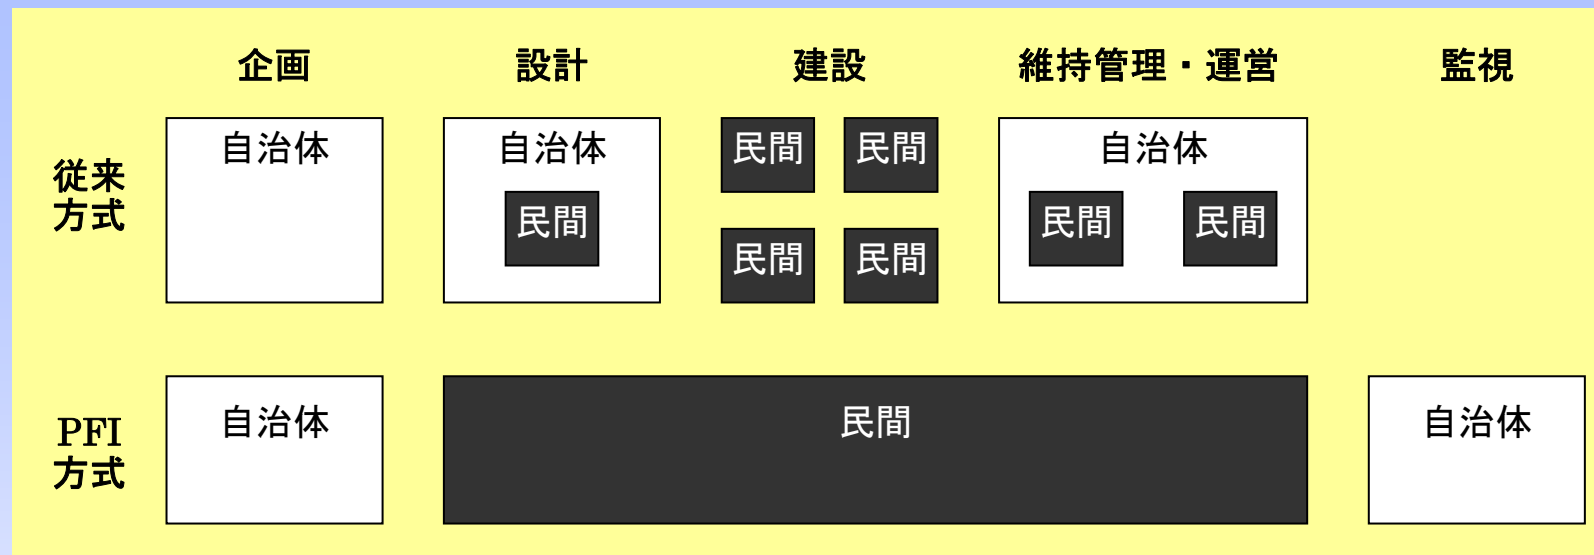 企画 設計 建設 維持管理・運営 監視
従来
方式
自治体 自治体 民間 民間 自治体
民間 民間 民間
民間 民間
PFI
方式
自治体 民間 自治体